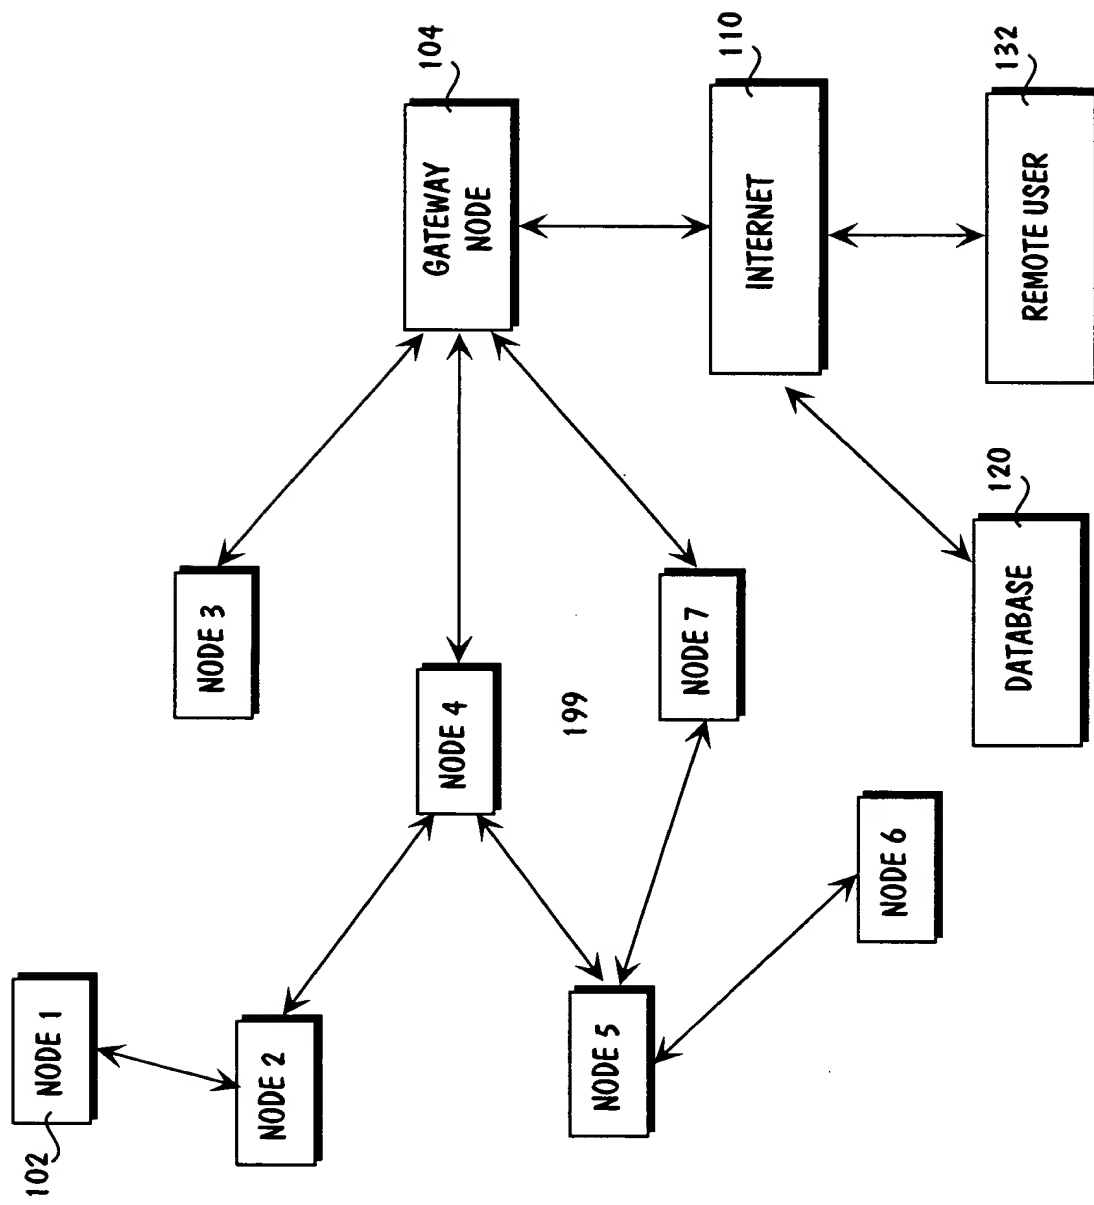 102
NODE 1
NODE 2
NODE 3
NODE 4
199
NODE 5
NODE 7
NODE 6
104
GATEWAY
NODE
110
INTERNET
132
REMOTE USER
120
DATABASE